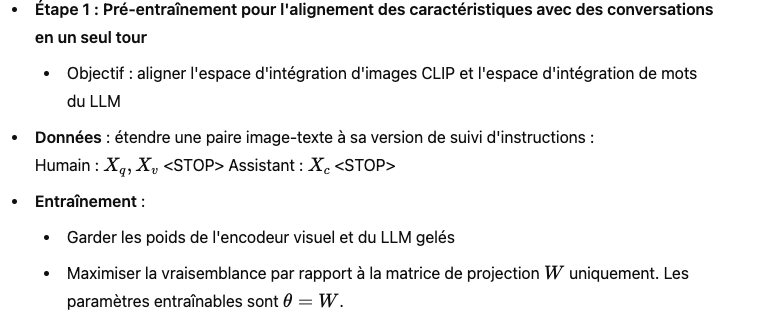 • Étape 1 : Pré-entraînement pour l'alignement des caractéristiques avec des conversations
en un seul tour
• Objectif : aligner l'espace d'intégration d'images CLIP et l'espace d'intégration de mots
du LLM
• Données : étendre une paire image-texte à sa version de suivi d'instructions :
Humain : X_q, X_v <STOP> Assistant : X_c <STOP>
• Entraînement :
• Garder les poids de l'encodeur visuel et du LLM gelés
• Maximiser la vraisemblance par rapport à la matrice de projection W uniquement. Les
paramètres entraînables sont θ = W.